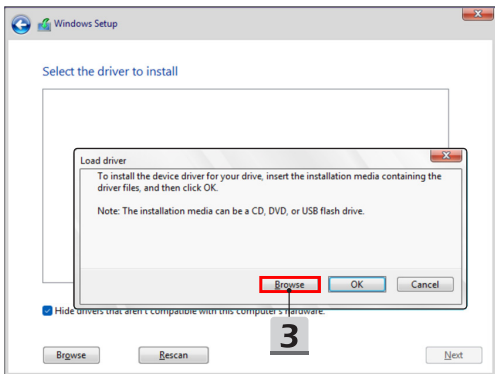 Windows Setup
Select the driver to install
Load driver
To install the device driver for your drive, insert the installation media containing the
driver files, and then click OK.
Note: The installation media can be a CD, DVD, or USB flash drive.
Browse
OK
Cancel
Hide drivers that aren't compatible with this computer's hardware.
3
Browse
Rescan
Next